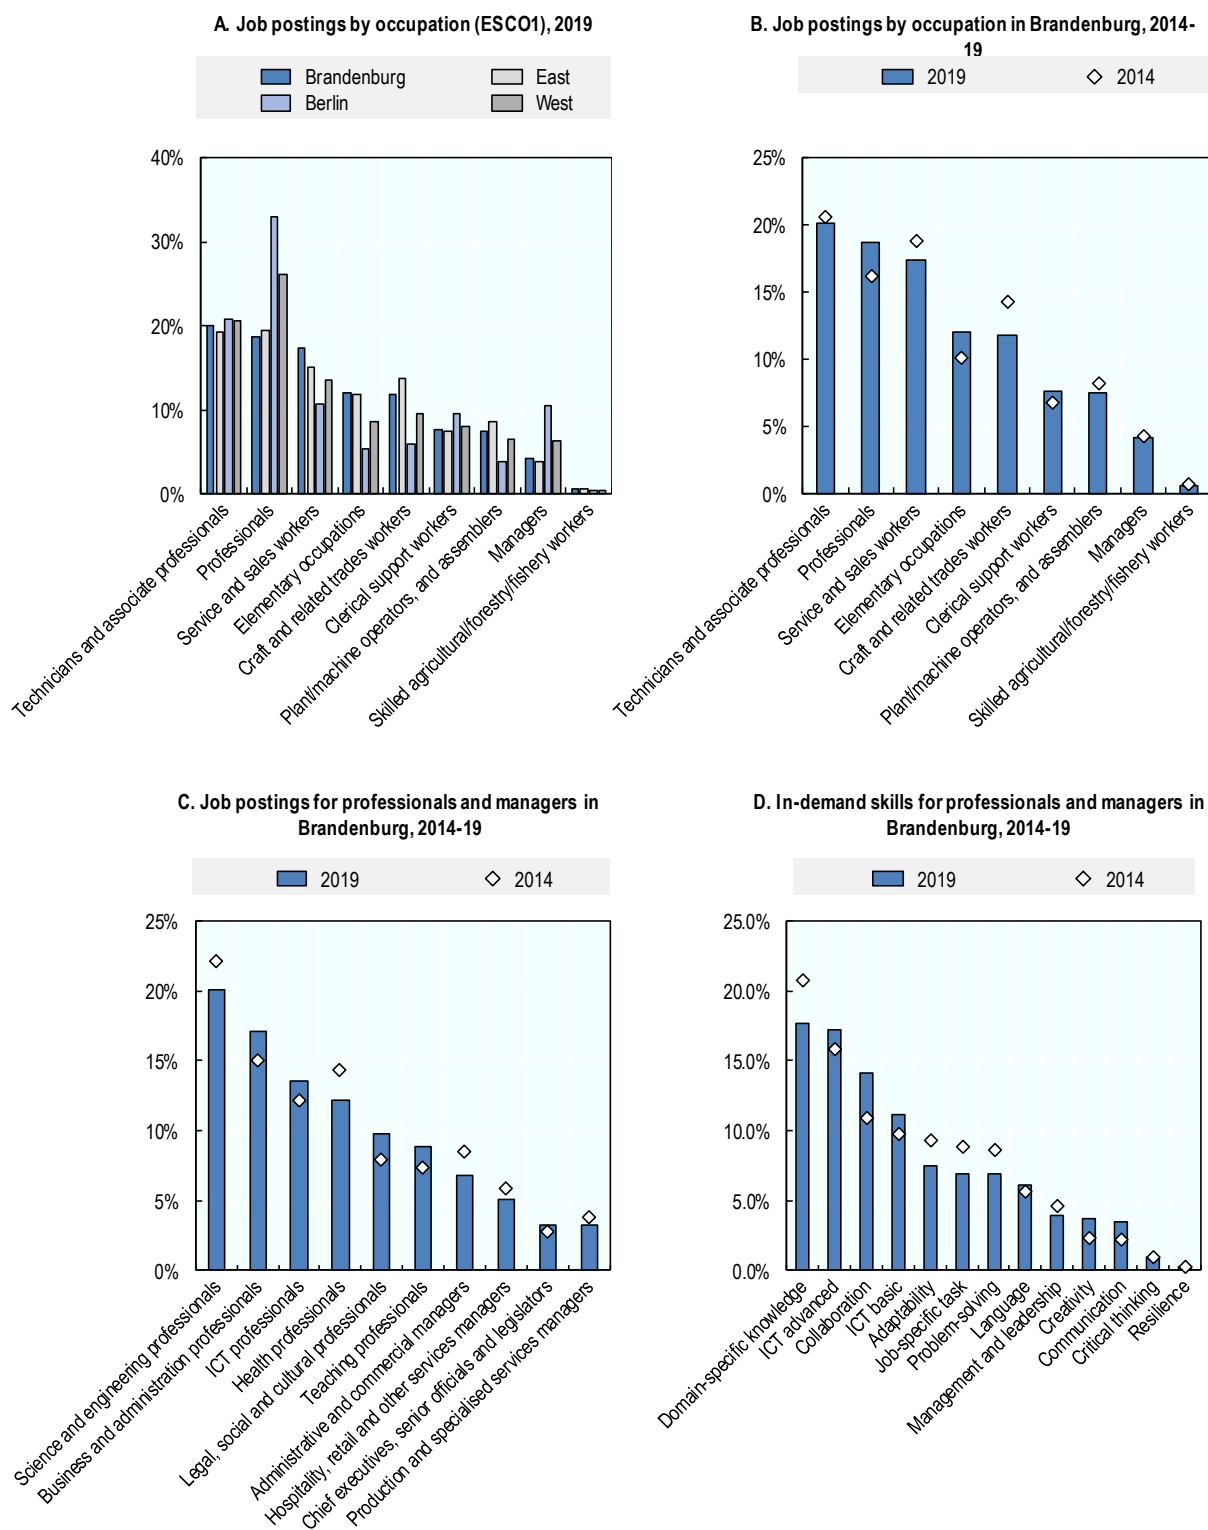 A. Job postings by occupation (ESCO1), 2019
Brandenburg
East
Berlin
West
40%
30%
20%
10%
0%
Technicians and associate professionals
Professionals
Service and sales workers
Elementary occupations
Craft and related trades workers
Clerical support workers
Plant/machine operators, and assemblers
Managers
Skilled agricultural/forestry/fishery workers
B. Job postings by occupation in Brandenburg, 2014-
19
2019
2014
25%
20%
15%
10%
5%
0%
Technicians and associate professionals
Professionals
Service and sales workers
Elementary occupations
Craft and related trades workers
Clerical support workers
Plant/machine operators, and assemblers
Managers
Skilled agricultural/forestry/fishery workers
C. Job postings for professionals and managers in
Brandenburg, 2014-19
2019
2014
25%
20%
15%
10%
5%
0%
Science and engineering professionals
Business and administration professionals
ICT professionals
Health professionals
Legal, social and cultural professionals
Teaching professionals
Administrative and commercial managers
Hospitality, retail and other services managers
Chief executives, senior officials and legislators
Production and specialised services managers
D. In-demand skills for professionals and managers in
Brandenburg, 2014-19
2019
2014
25.0%
20.0%
15.0%
10.0%
5.0%
0.0%
Domain-specific knowledge
ICT advanced
Collaboration
ICT basic
Adaptability
Job-specific task
Problem-solving
Language
Management and leadership
Creativity
Communication
Critical thinking
Resilience